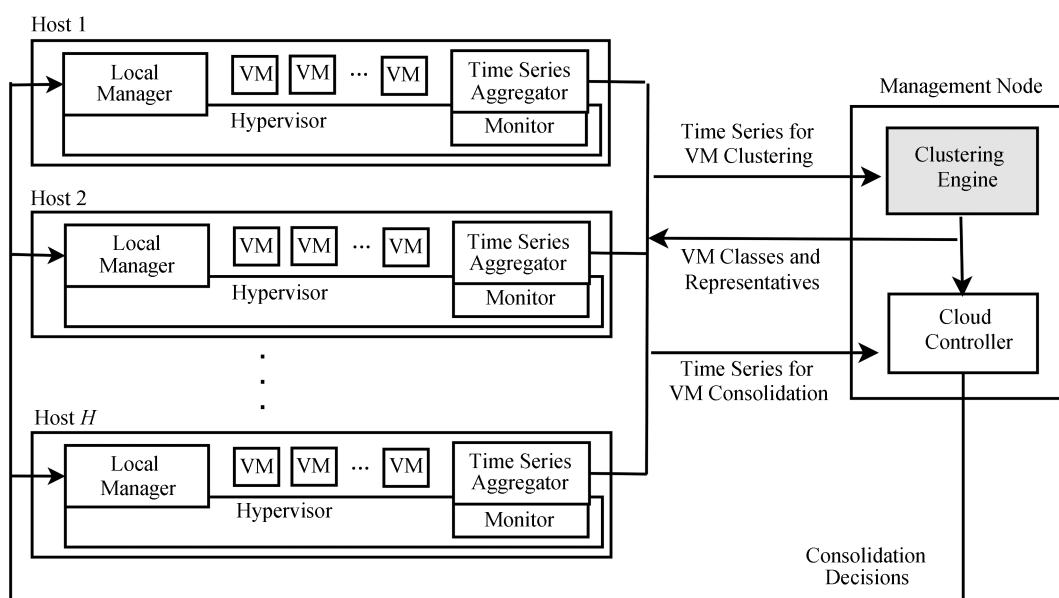 Host 1
Local
Manager
VM VM ... VM
Time Series
Aggregator
Hypervisor
Monitor
Host 2
Local
Manager
VM VM ... VM
Time Series
Aggregator
Hypervisor
Monitor
Host H
Local
Manager
VM VM ... VM
Time Series
Aggregator
Hypervisor
Monitor
Time Series for
VM Clustering
VM Classes and
Representatives
Time Series for
VM Consolidation
Management Node
Clustering
Engine
Cloud
Controller
Consolidation
Decisions